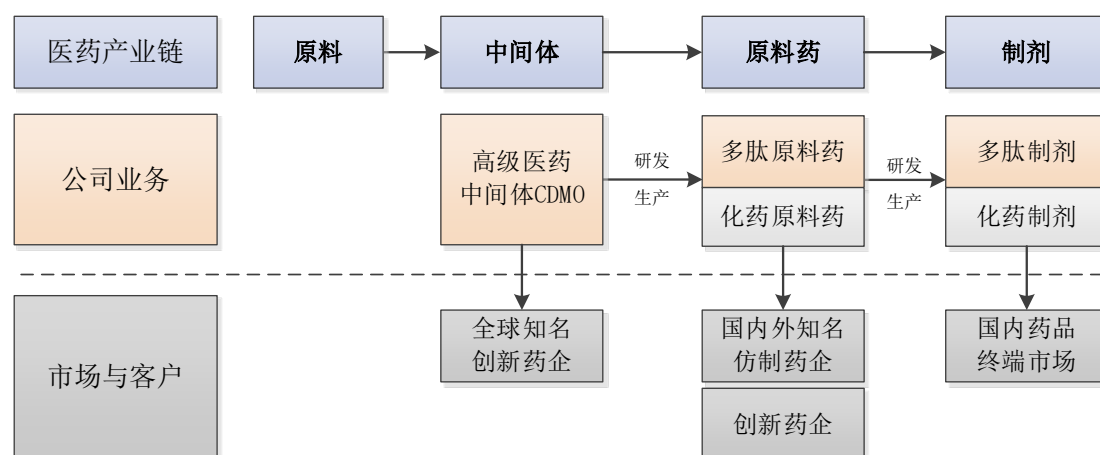 医药产业链
原料
中间体
原料药
制剂
公司业务
高级医药
中间体CDMO
研发
生产
多肽原料药
化药原料药
研发
生产
多肽制剂
化药制剂
市场与客户
全球知名
创新药企
国内外知名
仿制药企
创新药企
国内药品
终端市场